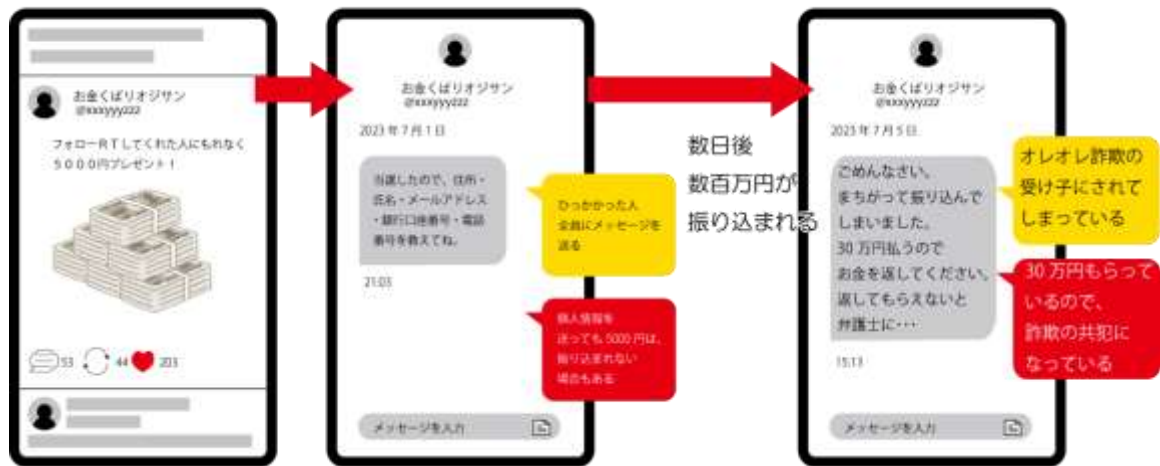 お金くばりオジサン
@xxxyyyzzz
フォローRTしてくれた人にもれなく
5000円プレゼント!
53
44
203
お金くばりオジサン
@xxxyyyzzz
2023年7月1日
当選したので、住所・
氏名・メールアドレス
・銀行口座番号・電話
番号を教えてね。
21:03
ひっかかった人
全員にメッセージを
送る
個人情報を
送っても5000円は、
振り込まれない
場合もある
メッセージを入力
数日後
数百万円が
振り込まれる
お金くばりオジサン
@xxxyyyzzz
2023年7月5日
ごめんなさい。
まちがって振り込んで
しまいました。
30万円払うので
お金を返してください。
返してもらえないと
弁護士に・・・
15:13
オレオレ詐欺の
受け子にされて
しまっている
30万円もらって
いるので、
詐欺の共犯に
なっている
メッセージを入力